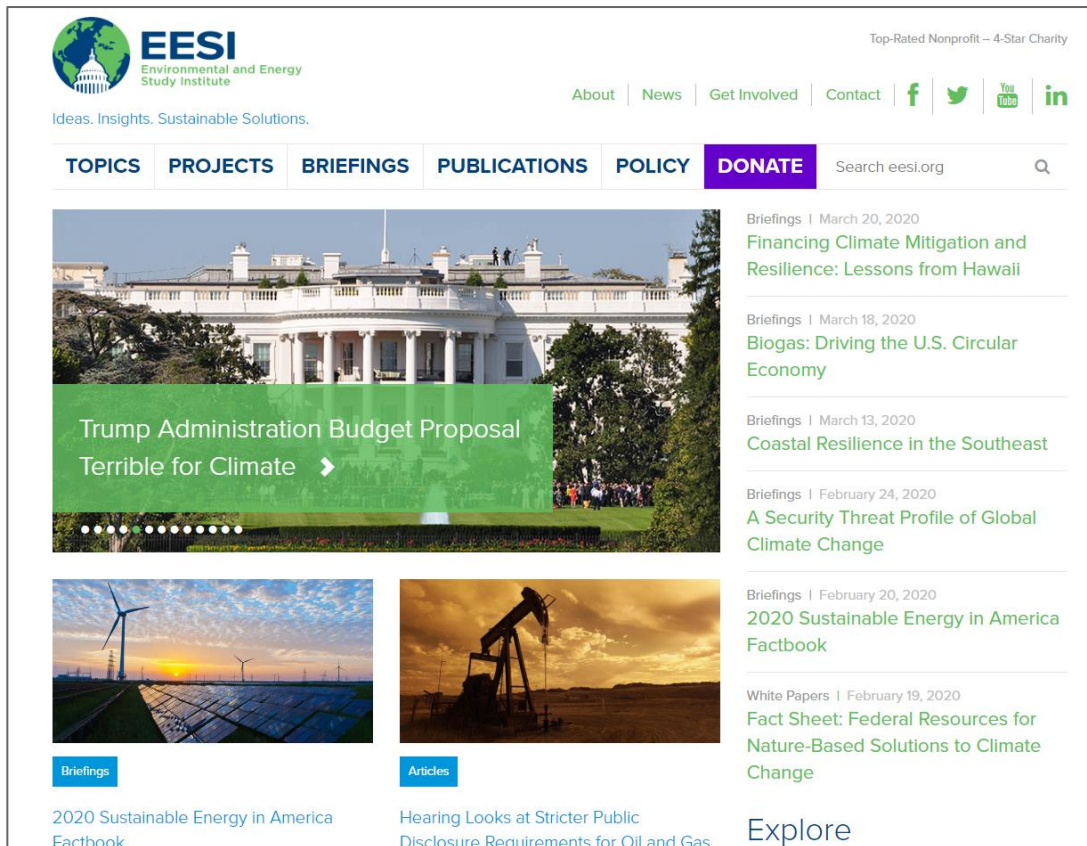 EESI
Environmental and Energy
Study Institute
Ideas. Insights. Sustainable Solutions.
Top-Rated Nonprofit – 4-Star Charity
About
News
Get Involved
Contact
f
You
Tube
in
TOPICS
PROJECTS
BRIEFINGS
PUBLICATIONS
POLICY
DONATE
Search eesi.org
Trump Administration Budget Proposal
Terrible for Climate
Briefings
2020 Sustainable Energy in America
Factbook
Articles
Hearing Looks at Stricter Public
Disclosure Requirements for Oil and Gas
Briefings | March 20, 2020
Financing Climate Mitigation and
Resilience: Lessons from Hawaii
Briefings | March 18, 2020
Biogas: Driving the U.S. Circular
Economy
Briefings | March 13, 2020
Coastal Resilience in the Southeast
Briefings | February 24, 2020
A Security Threat Profile of Global
Climate Change
Briefings | February 20, 2020
2020 Sustainable Energy in America
Factbook
White Papers | February 19, 2020
Fact Sheet: Federal Resources for
Nature-Based Solutions to Climate
Change
Explore